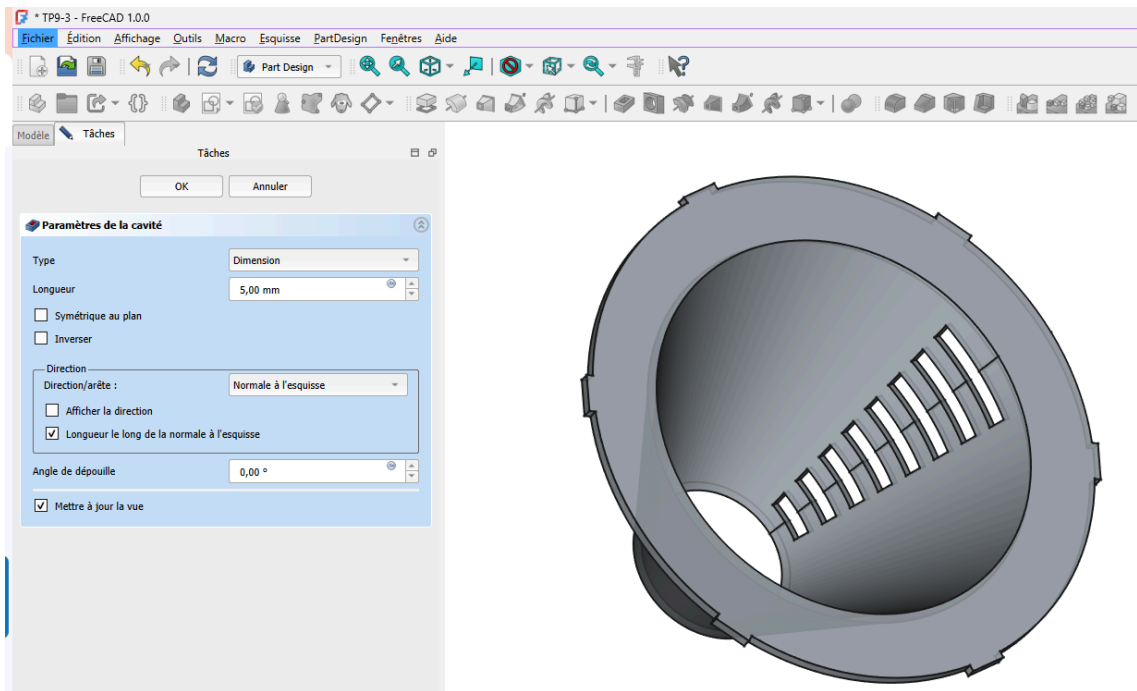 * TP9-3 - FreeCAD 1.0.0
Fichier Édition Affichage Outils Macro Esquisse PartDesign Fenêtres Aide
Part Design
Modèle Tâches
Tâches
OK Annuler
Paramètres de la cavité
Type Dimension
Longueur 5,00 mm
Symétrique au plan
Inverser
Direction
Direction/arête : Normale à l'esquisse
Afficher la direction
Longueur le long de la normale à l'esquisse
Angle de dépouille 0,00 °
Mettre à jour la vue